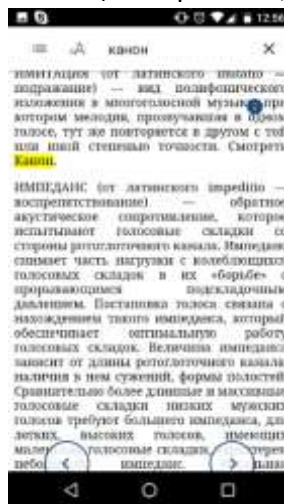 12:56
A канон ×
ИМИТАЦИЯ (от латинского imitatio —
подражание) — вид полифонического
изложения в многоголосной музыке, при
котором мелодия, прозвучавшая в одном
голосе, тут же повторяется в другом с той
или иной степенью точности. Смотреть
Канон.
ИМПЕДАНС (от латинского impeditio —
воспрепятствование) — обратное
акустическое сопротивление, которое
испытывают голосовые складки со
стороны ротоглоточного канала. Импеданс
снимает часть нагрузки с колеблющихся
голосовых складок в их «борьбе» с
прорывающимся подскладочным
давлением. Постановка голоса связана с
нахождением такого импеданса, который
обеспечивает оптимальную работу
голосовых складок. Величина импеданса
зависит от длины ротоглоточного канала,
наличия в нем сужений, формы полостей.
Сравнительно более длинные и массивные
голосовые складки низких мужских
голосов требуют большего импеданса, для
легких высоких голосов, имеющих
голосовые складки,
импеданс.